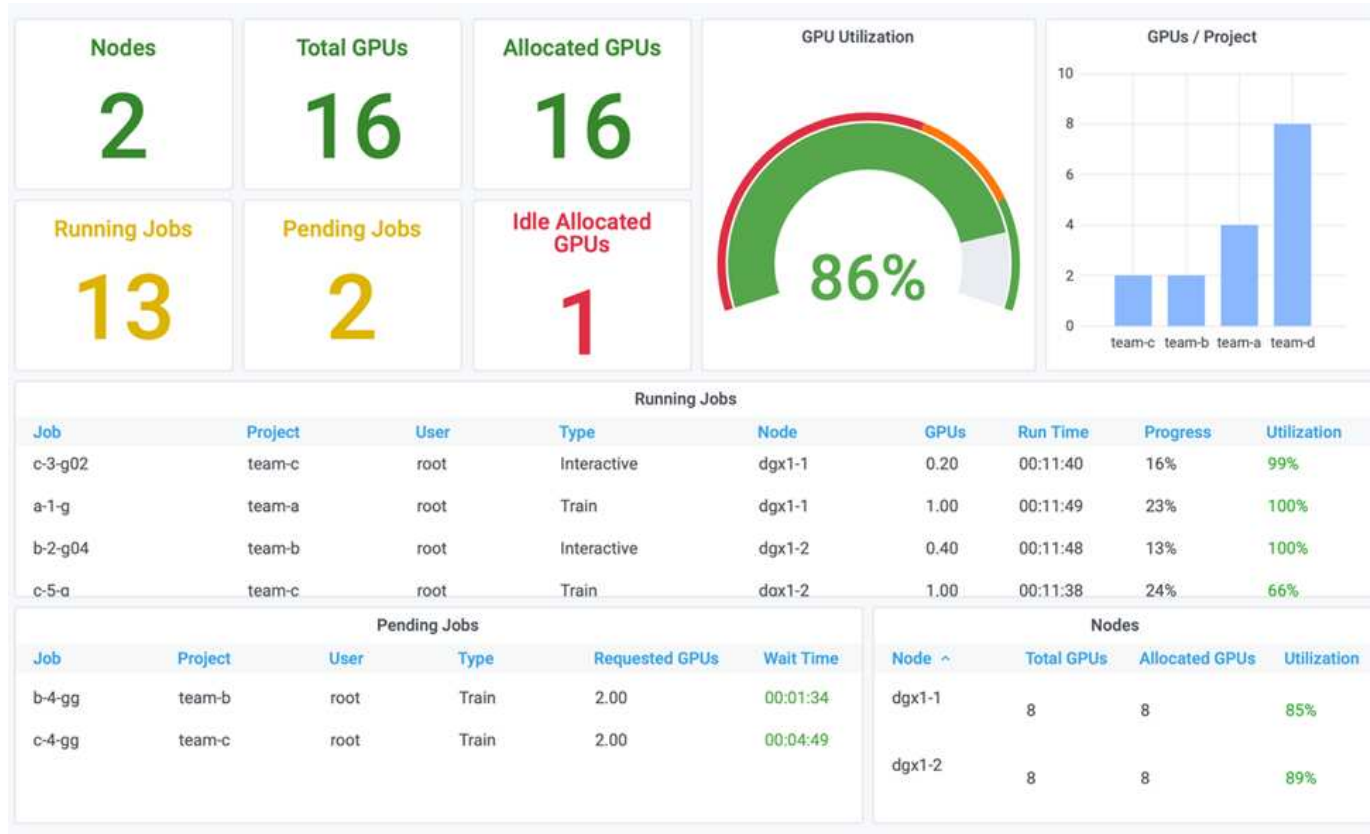 Nodes
2
Total GPUs
16
Allocated GPUs
16
Running Jobs
13
Pending Jobs
2
Idle Allocated
GPUs
1
GPU Utilization
86%
GPUs / Project
10
8
6
4
2
0
team-c team-b team-a team-d
Running Jobs
Job Project User Type Node GPUs Run Time Progress Utilization
c-3-g02 team-c root Interactive dgx1-1 0.20 00:11:40 16% 99%
a-1-g team-a root Train dgx1-1 1.00 00:11:49 23% 100%
b-2-g04 team-b root Interactive dgx1-2 0.40 00:11:48 13% 100%
c-5-g team-c root Train dgx1-2 1.00 00:11:38 24% 66%
Pending Jobs
Job Project User Type Requested GPUs Wait Time
b-4-gg team-b root Train 2.00 00:01:34
c-4-gg team-c root Train 2.00 00:04:49
Nodes
Node Total GPUs Allocated GPUs Utilization
dgx1-1 8 8 85%
dgx1-2 8 8 89%